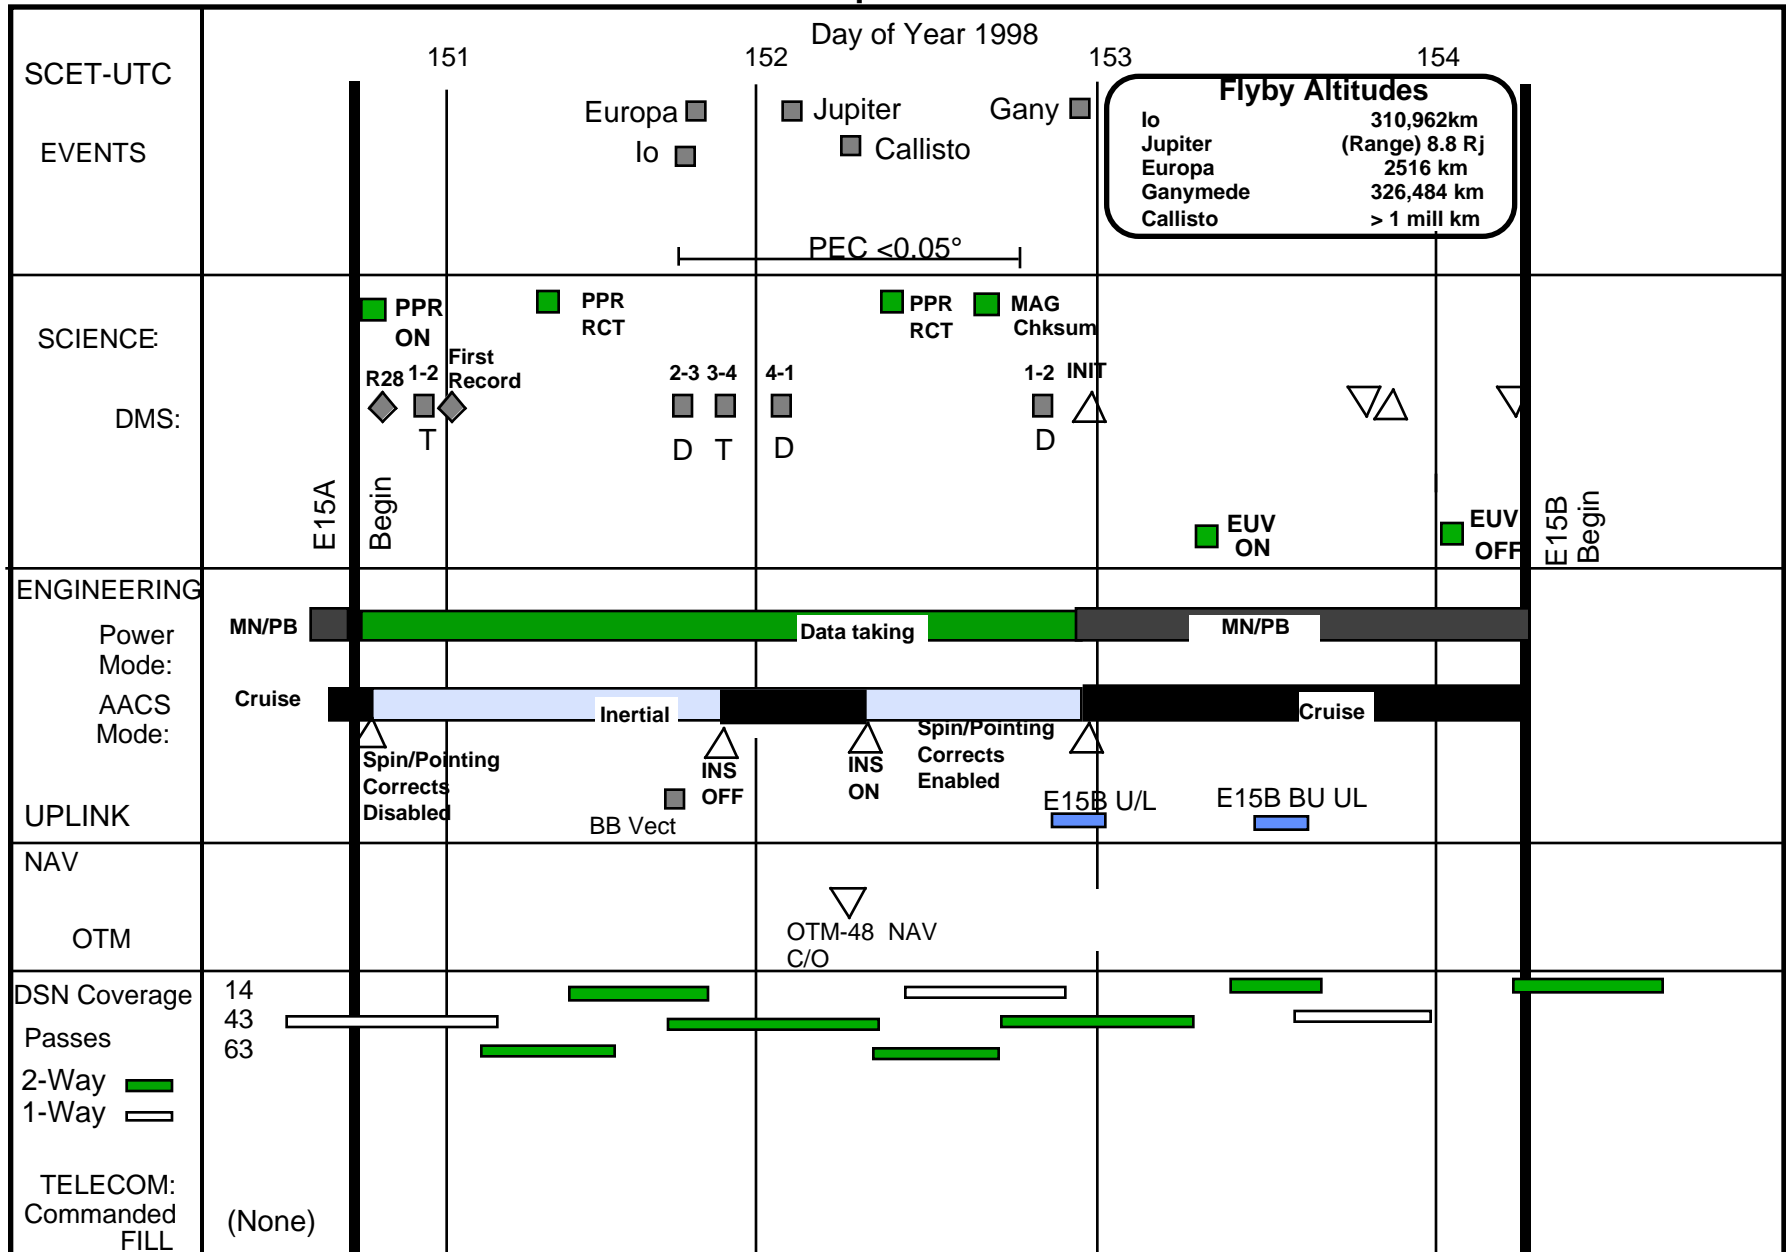 Day of Year 1998
151 152 153 154
SCET-UTC
EVENTS
Europa
Jupiter
Gany
Io
Callisto
Flyby Altitudes
Io 310,962km
Jupiter (Range) 8.8 Rj
Europa 2516 km
Ganymede 326,484 km
Callisto > 1 mill km
PEC <0.05°
SCIENCE:
PPR
ON
PPR
RCT
PPR
RCT
MAG
Chksum
DMS:
R28
1-2
First
Record
2-3
3-4
4-1
1-2
INIT
T
D
T
D
D
E15A
Begin
EUV
ON
EUV
OFF
E15B
Begin
ENGINEERING
Power
Mode:
MN/PB
Data taking
MN/PB
AACS
Mode:
Cruise
Inertial
Cruise
Spin/Pointing
Corrects
Disabled
INS
OFF
INS
ON
Spin/Pointing
Corrects
Enabled
UPLINK
BB Vect
E15B U/L
E15B BU UL
NAV
OTM
OTM-48 NAV
C/O
DSN Coverage
Passes
14
43
63
2-Way
1-Way
TELECOM:
Commanded
FILL
(None)